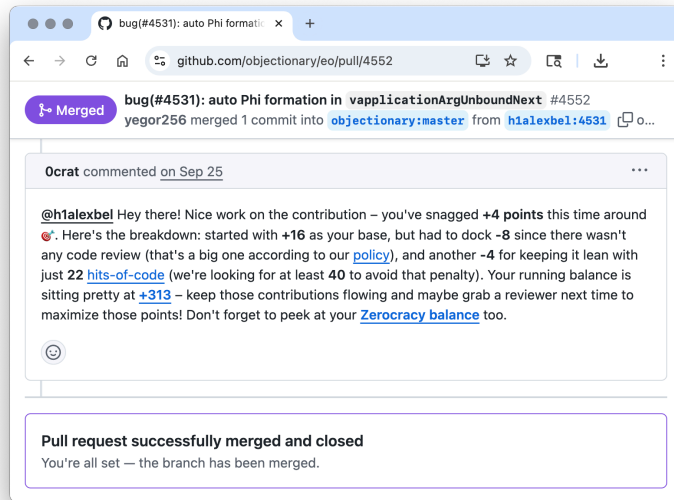 bug(#4531): auto Phi formatic
github.com/objectionary/eo/pull/4552
Merged
bug(#4531): auto Phi formation in vapplicationArgUnboundNext #4552
yegor256 merged 1 commit into objectionary:master from h1alexbel:4531 o...
0crat commented on Sep 25
@h1alexbel Hey there! Nice work on the contribution – you've snagged +4 points this time around
🎯. Here's the breakdown: started with +16 as your base, but had to dock -8 since there wasn't
any code review (that's a big one according to our policy), and another -4 for keeping it lean with
just 22 hits-of-code (we're looking for at least 40 to avoid that penalty). Your running balance is
sitting pretty at +313 – keep those contributions flowing and maybe grab a reviewer next time to
maximize those points! Don't forget to peek at your Zerocracy balance too.
Pull request successfully merged and closed
You're all set — the branch has been merged.